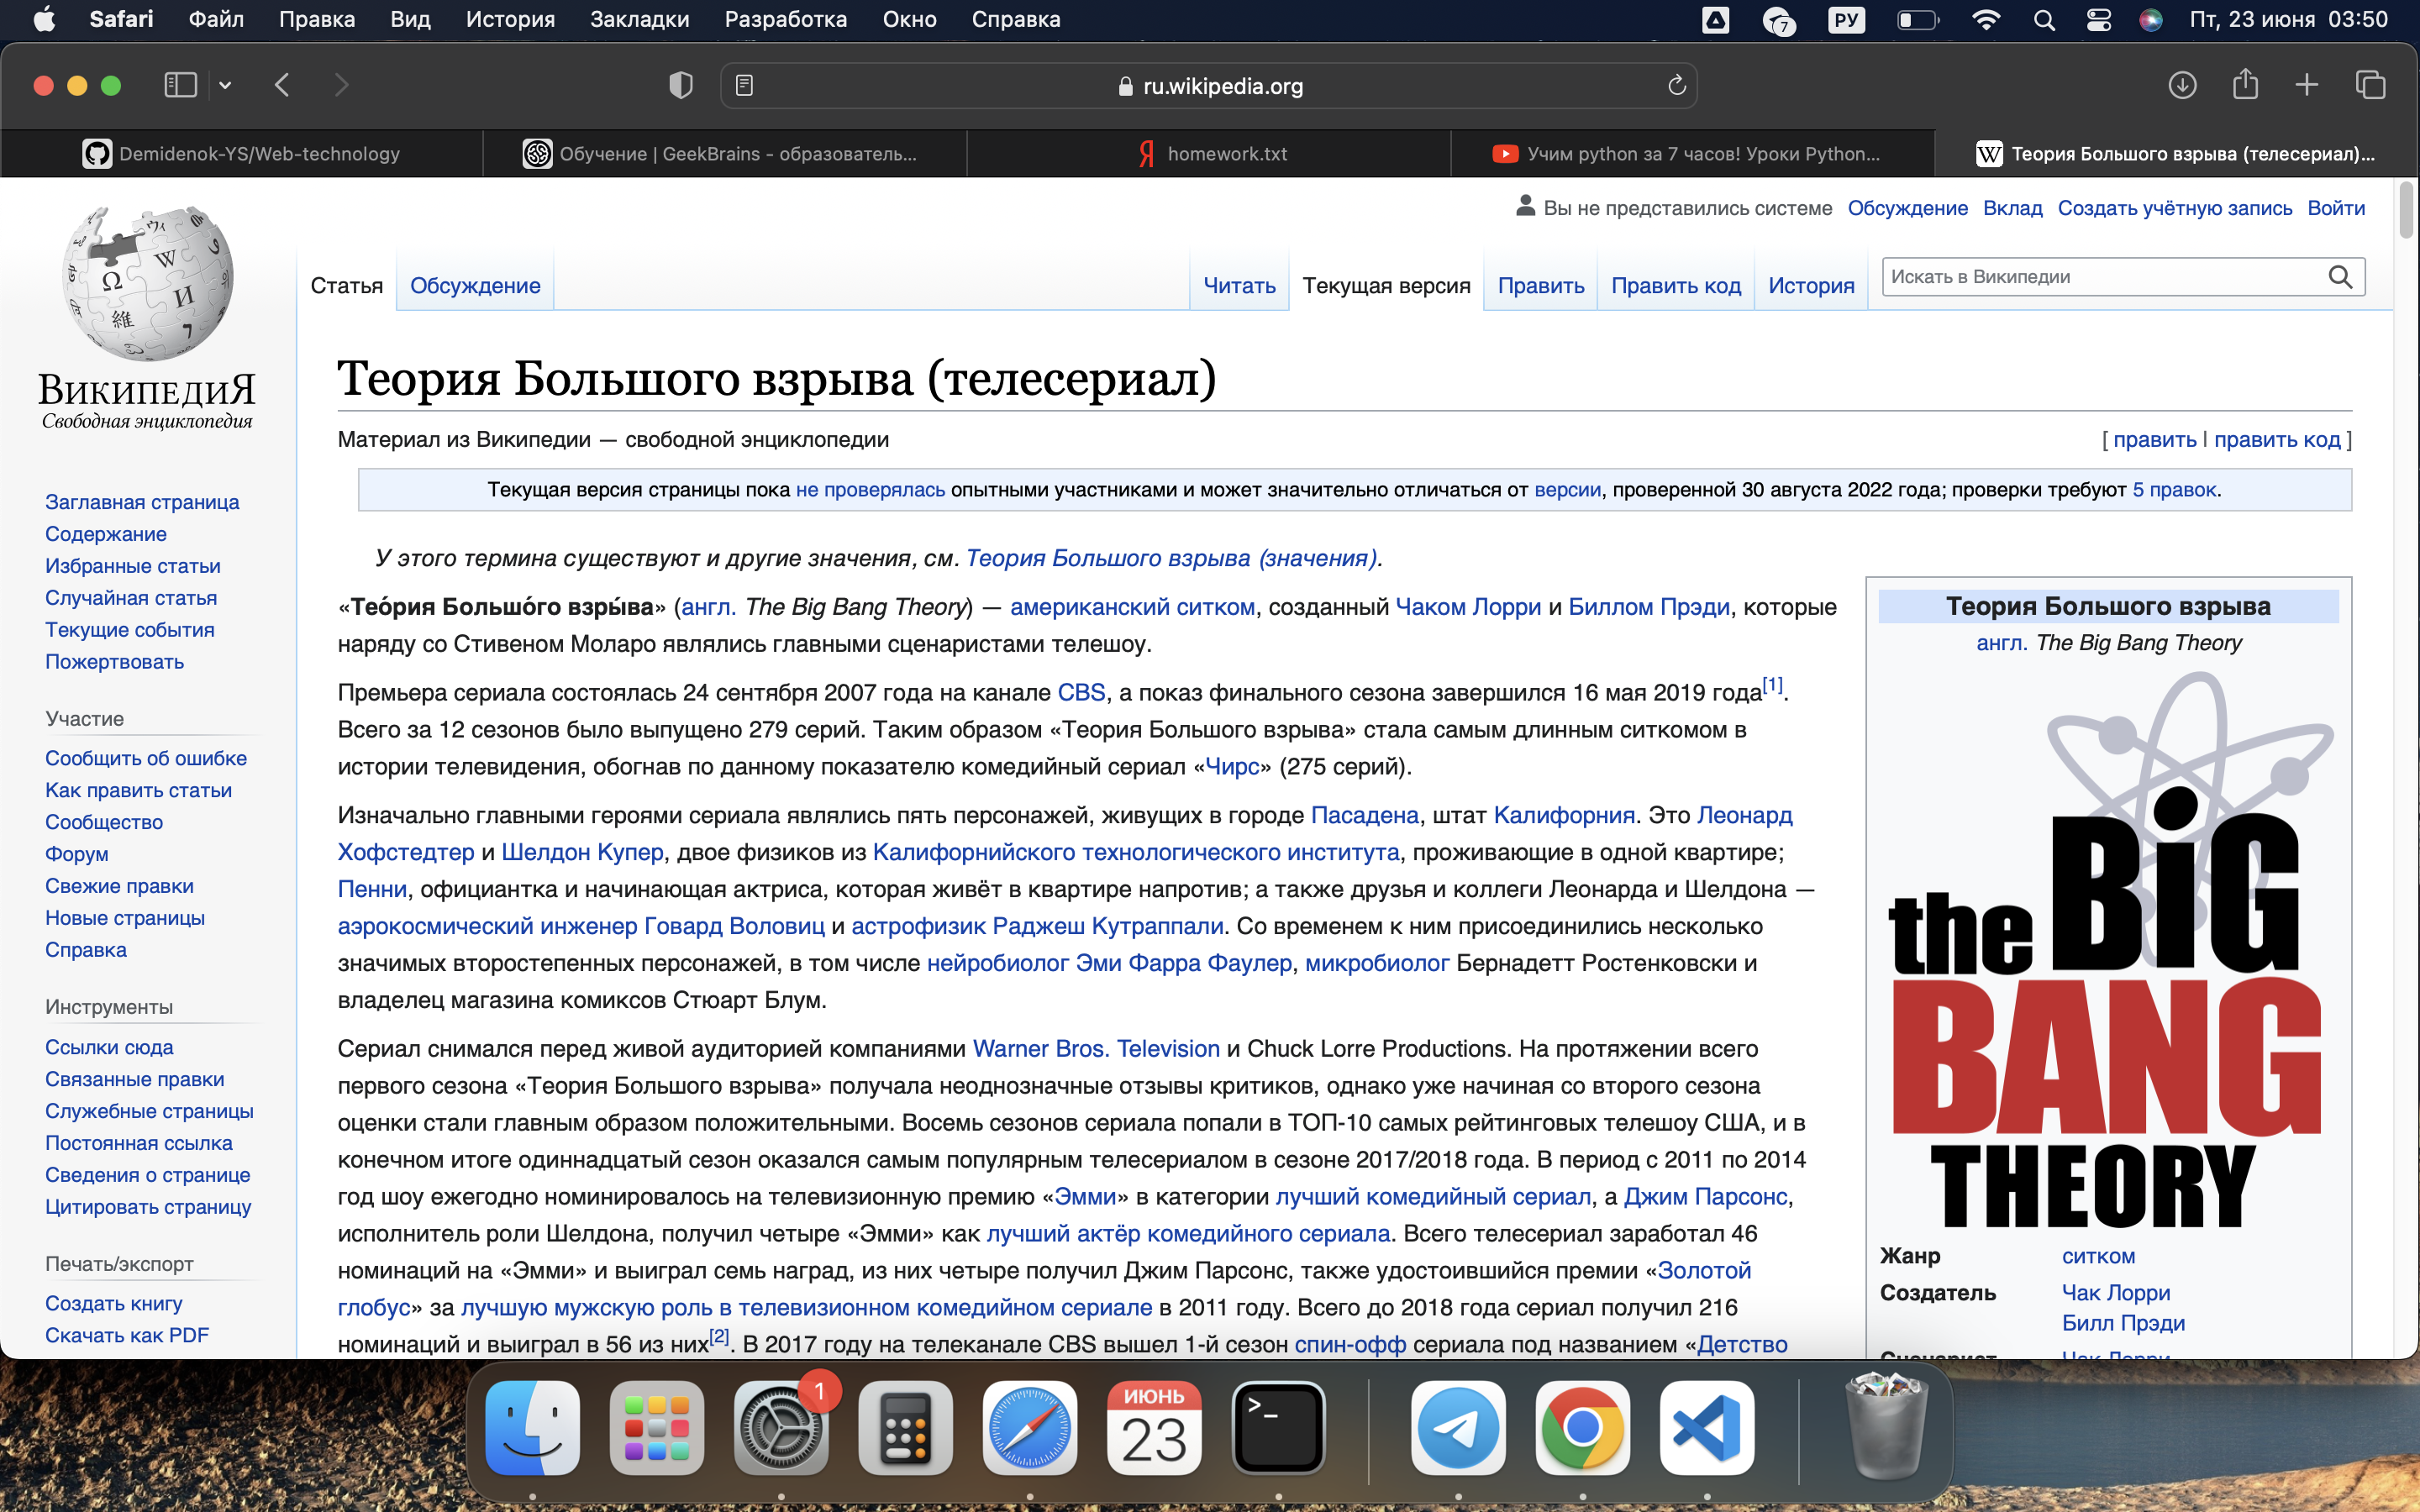 Safari Файл Правка Вид История Закладки Разработка Окно Справка 7 РУ Пт, 23 июня 03:50
ru.wikipedia.org
Demidenok-YS/Web-technology
Обучение | GeekBrains - образователь...
homework.txt
Учим python за 7 часов! Уроки Python...
Теория Большого взрыва (телесериал)...
Вы не представились системе Обсуждение Вклад Создать учётную запись Войти
Статья Обсуждение Читать Текущая версия Править Править код История Искать в Википедии
ВикипедиЯ
Свободная энциклопедия
Заглавная страница
Содержание
Избранные статьи
Случайная статья
Текущие события
Пожертвовать
Участие
Сообщить об ошибке
Как править статьи
Сообщество
Форум
Свежие правки
Новые страницы
Справка
Инструменты
Ссылки сюда
Связанные правки
Служебные страницы
Постоянная ссылка
Сведения о странице
Цитировать страницу
Печать/экспорт
Создать книгу
Скачать как PDF
Теория Большого взрыва (телесериал)
Материал из Википедии — свободной энциклопедии [ править | править код ]
Текущая версия страницы пока не проверялась опытными участниками и может значительно отличаться от версии, проверенной 30 августа 2022 года; проверки требуют 5 правок.
У этого термина существуют и другие значения, см. Теория Большого взрыва (значения).
«Тео́рия Большо́го взры́ва» (англ. The Big Bang Theory) — американский ситком, созданный Чаком Лорри и Биллом Прэди, которые
наряду со Стивеном Моларо являлись главными сценаристами телешоу.
Премьера сериала состоялась 24 сентября 2007 года на канале CBS, а показ финального сезона завершился 16 мая 2019 года[1].
Всего за 12 сезонов было выпущено 279 серий. Таким образом «Теория Большого взрыва» стала самым длинным ситкомом в
истории телевидения, обогнав по данному показателю комедийный сериал «Чирс» (275 серий).
Изначально главными героями сериала являлись пять персонажей, живущих в городе Пасадена, штат Калифорния. Это Леонард
Хофстедтер и Шелдон Купер, двое физиков из Калифорнийского технологического института, проживающие в одной квартире;
Пенни, официантка и начинающая актриса, которая живёт в квартире напротив; а также друзья и коллеги Леонарда и Шелдона —
аэрокосмический инженер Говард Воловиц и астрофизик Раджеш Кутраппали. Со временем к ним присоединились несколько
значимых второстепенных персонажей, в том числе нейробиолог Эми Фарра Фаулер, микробиолог Бернадетт Ростенковски и
владелец магазина комиксов Стюарт Блум.
Сериал снимался перед живой аудиторией компаниями Warner Bros. Television и Chuck Lorre Productions. На протяжении всего
первого сезона «Теория Большого взрыва» получала неоднозначные отзывы критиков, однако уже начиная со второго сезона
оценки стали главным образом положительными. Восемь сезонов сериала попали в ТОП-10 самых рейтинговых телешоу США, и в
конечном итоге одиннадцатый сезон оказался самым популярным телесериалом в сезоне 2017/2018 года. В период с 2011 по 2014
год шоу ежегодно номинировалось на телевизионную премию «Эмми» в категории лучший комедийный сериал, а Джим Парсонс,
исполнитель роли Шелдона, получил четыре «Эмми» как лучший актёр комедийного сериала. Всего телесериал заработал 46
номинаций на «Эмми» и выиграл семь наград, из них четыре получил Джим Парсонс, также удостоившийся премии «Золотой
глобус» за лучшую мужскую роль в телевизионном комедийном сериале в 2011 году. Всего до 2018 года сериал получил 216
номинаций и выиграл в 56 из них[2]. В 2017 году на телеканале CBS вышел 1-й сезон спин-офф сериала под названием «Детство
Теория Большого взрыва
англ. The Big Bang Theory
the BiG
BANG
THEORY
Жанр ситком
Создатель Чак Лорри
Билл Прэди
Сценарист Чак Лорри
1
ИЮНЬ
23
>_